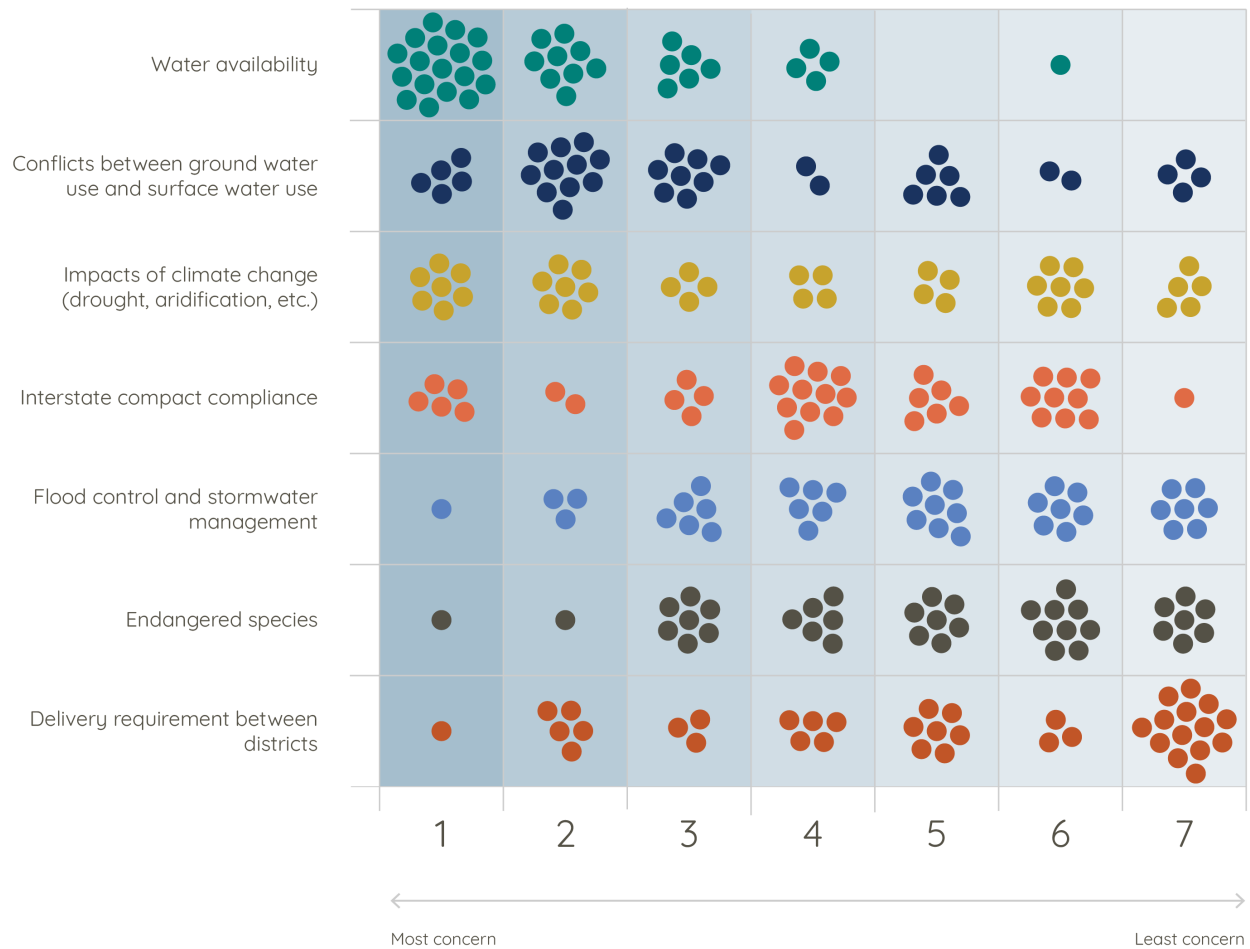 Water availability
Conflicts between ground water
use and surface water use
Impacts of climate change
(drought, aridification, etc.)
Interstate compact compliance
Flood control and stormwater
management
Endangered species
Delivery requirement between
districts
1 2 3 4 5 6 7
Most concern Least concern